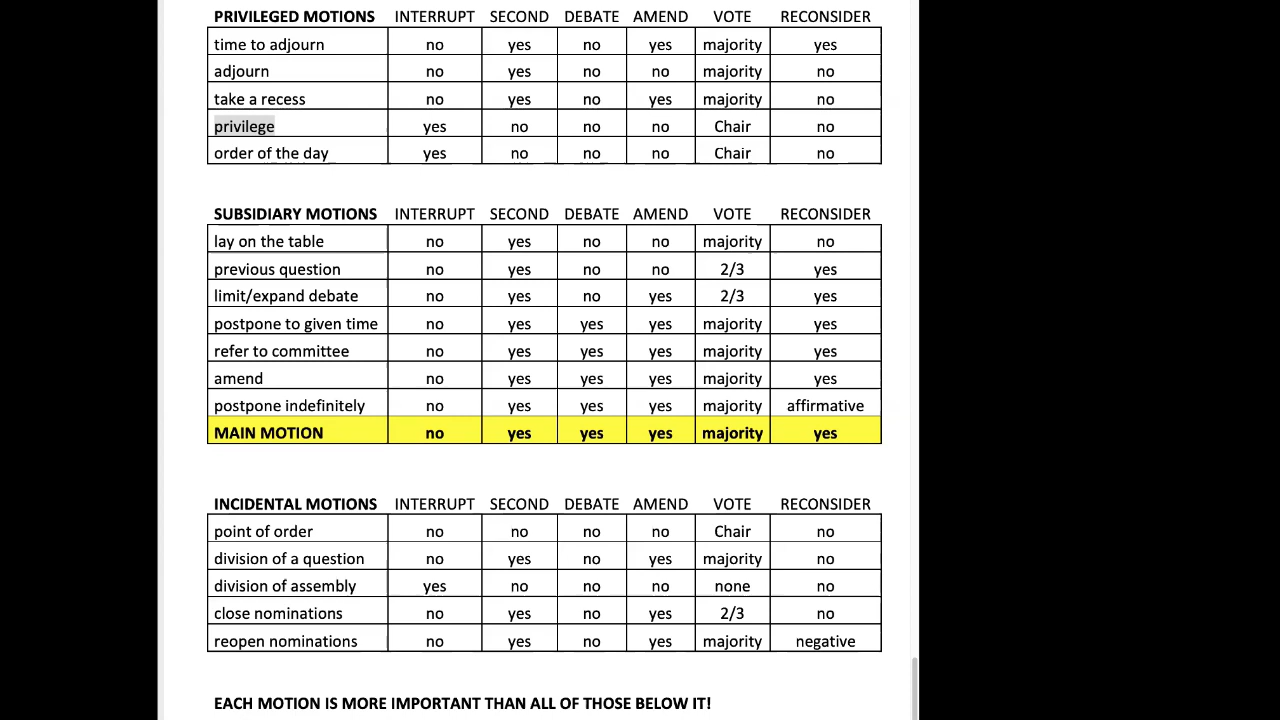 PRIVILEGED MOTIONS INTERRUPT SECOND DEBATE AMEND VOTE RECONSIDER
time to adjourn no yes no yes majority yes
adjourn no yes no no majority no
take a recess no yes no yes majority no
privilege yes no no no Chair no
order of the day yes no no no Chair no
SUBSIDIARY MOTIONS INTERRUPT SECOND DEBATE AMEND VOTE RECONSIDER
lay on the table no yes no no majority no
previous question no yes no no 2/3 yes
limit/expand debate no yes no yes 2/3 yes
postpone to given time no yes yes yes majority yes
refer to committee no yes yes yes majority yes
amend no yes yes yes majority yes
postpone indefinitely no yes yes yes majority affirmative
MAIN MOTION no yes yes yes majority yes
INCIDENTAL MOTIONS INTERRUPT SECOND DEBATE AMEND VOTE RECONSIDER
point of order no no no no Chair no
division of a question no yes no yes majority no
division of assembly yes no no no none no
close nominations no yes no yes 2/3 no
reopen nominations no yes no yes majority negative
EACH MOTION IS MORE IMPORTANT THAN ALL OF THOSE BELOW IT!